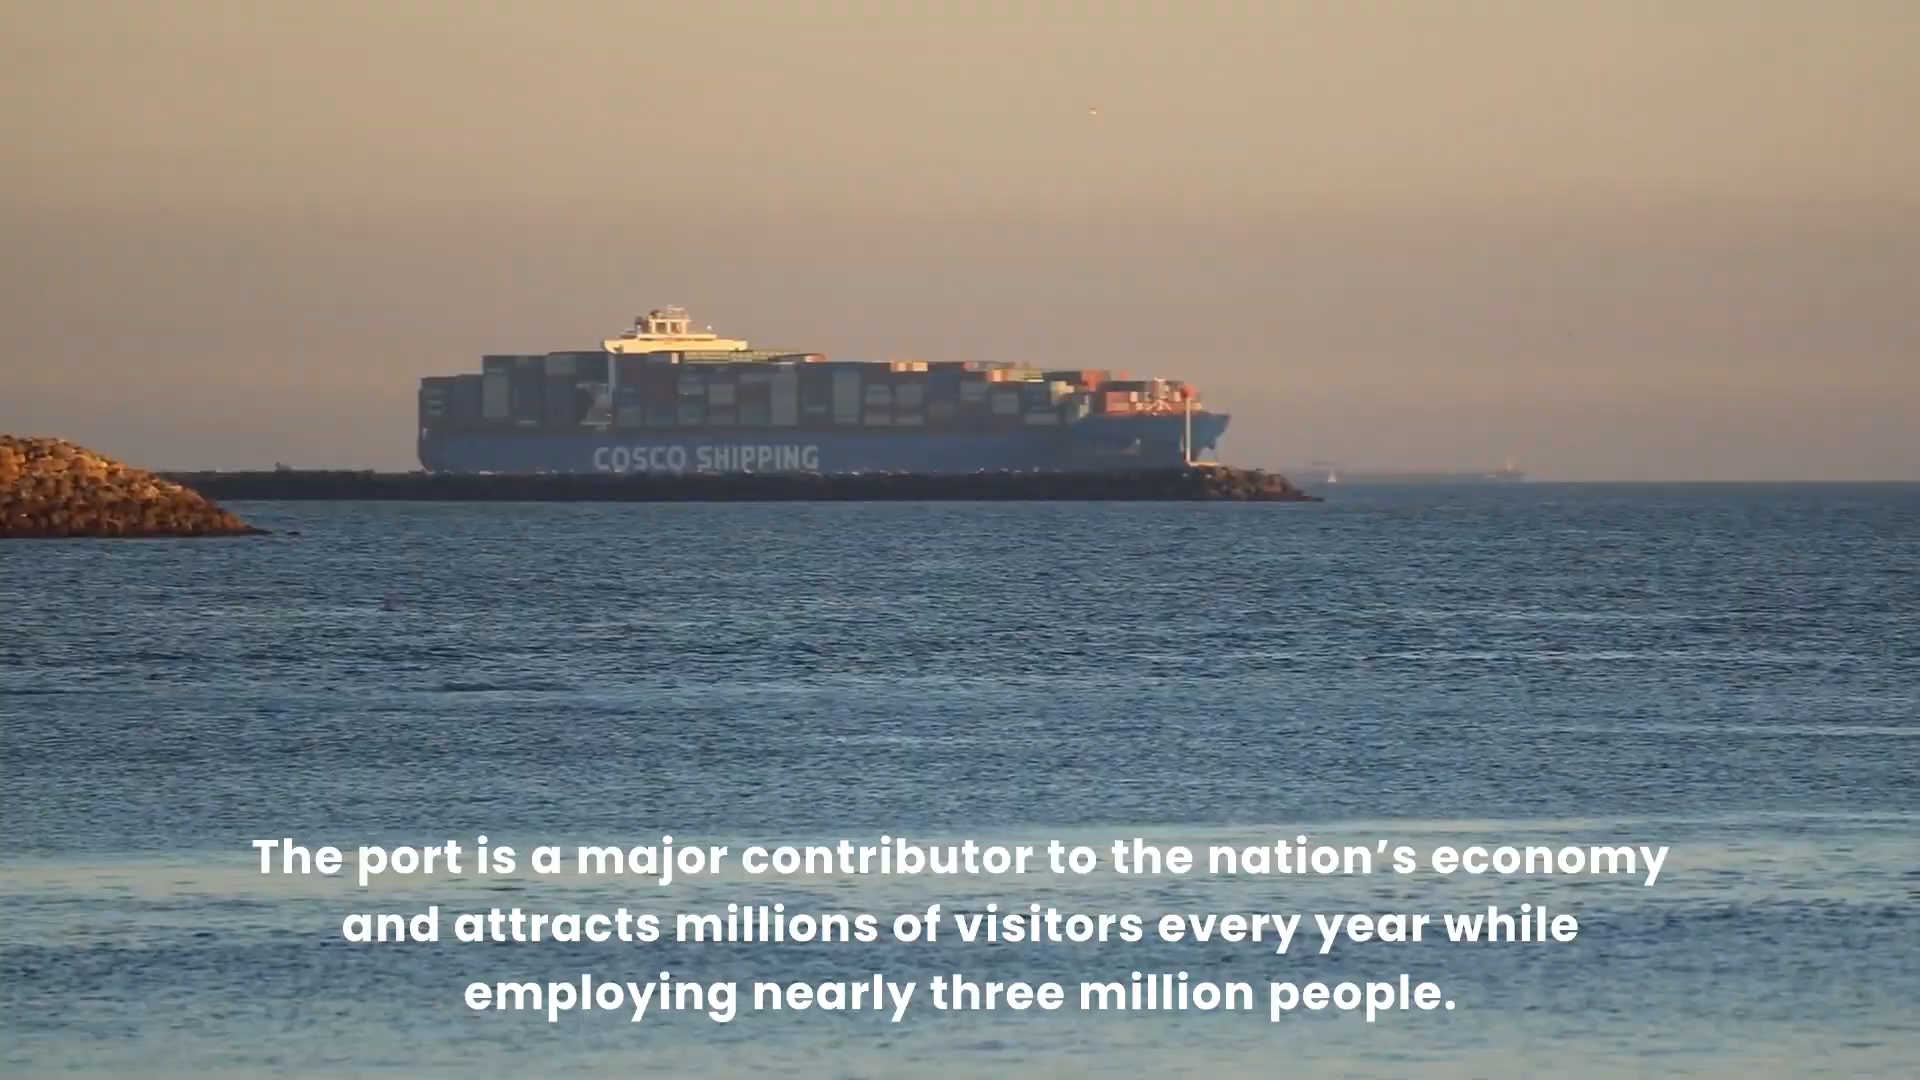 COSCO SHIPPING
The port is a major contributor to the nation’s economy
and attracts millions of visitors every year while
employing nearly three million people.